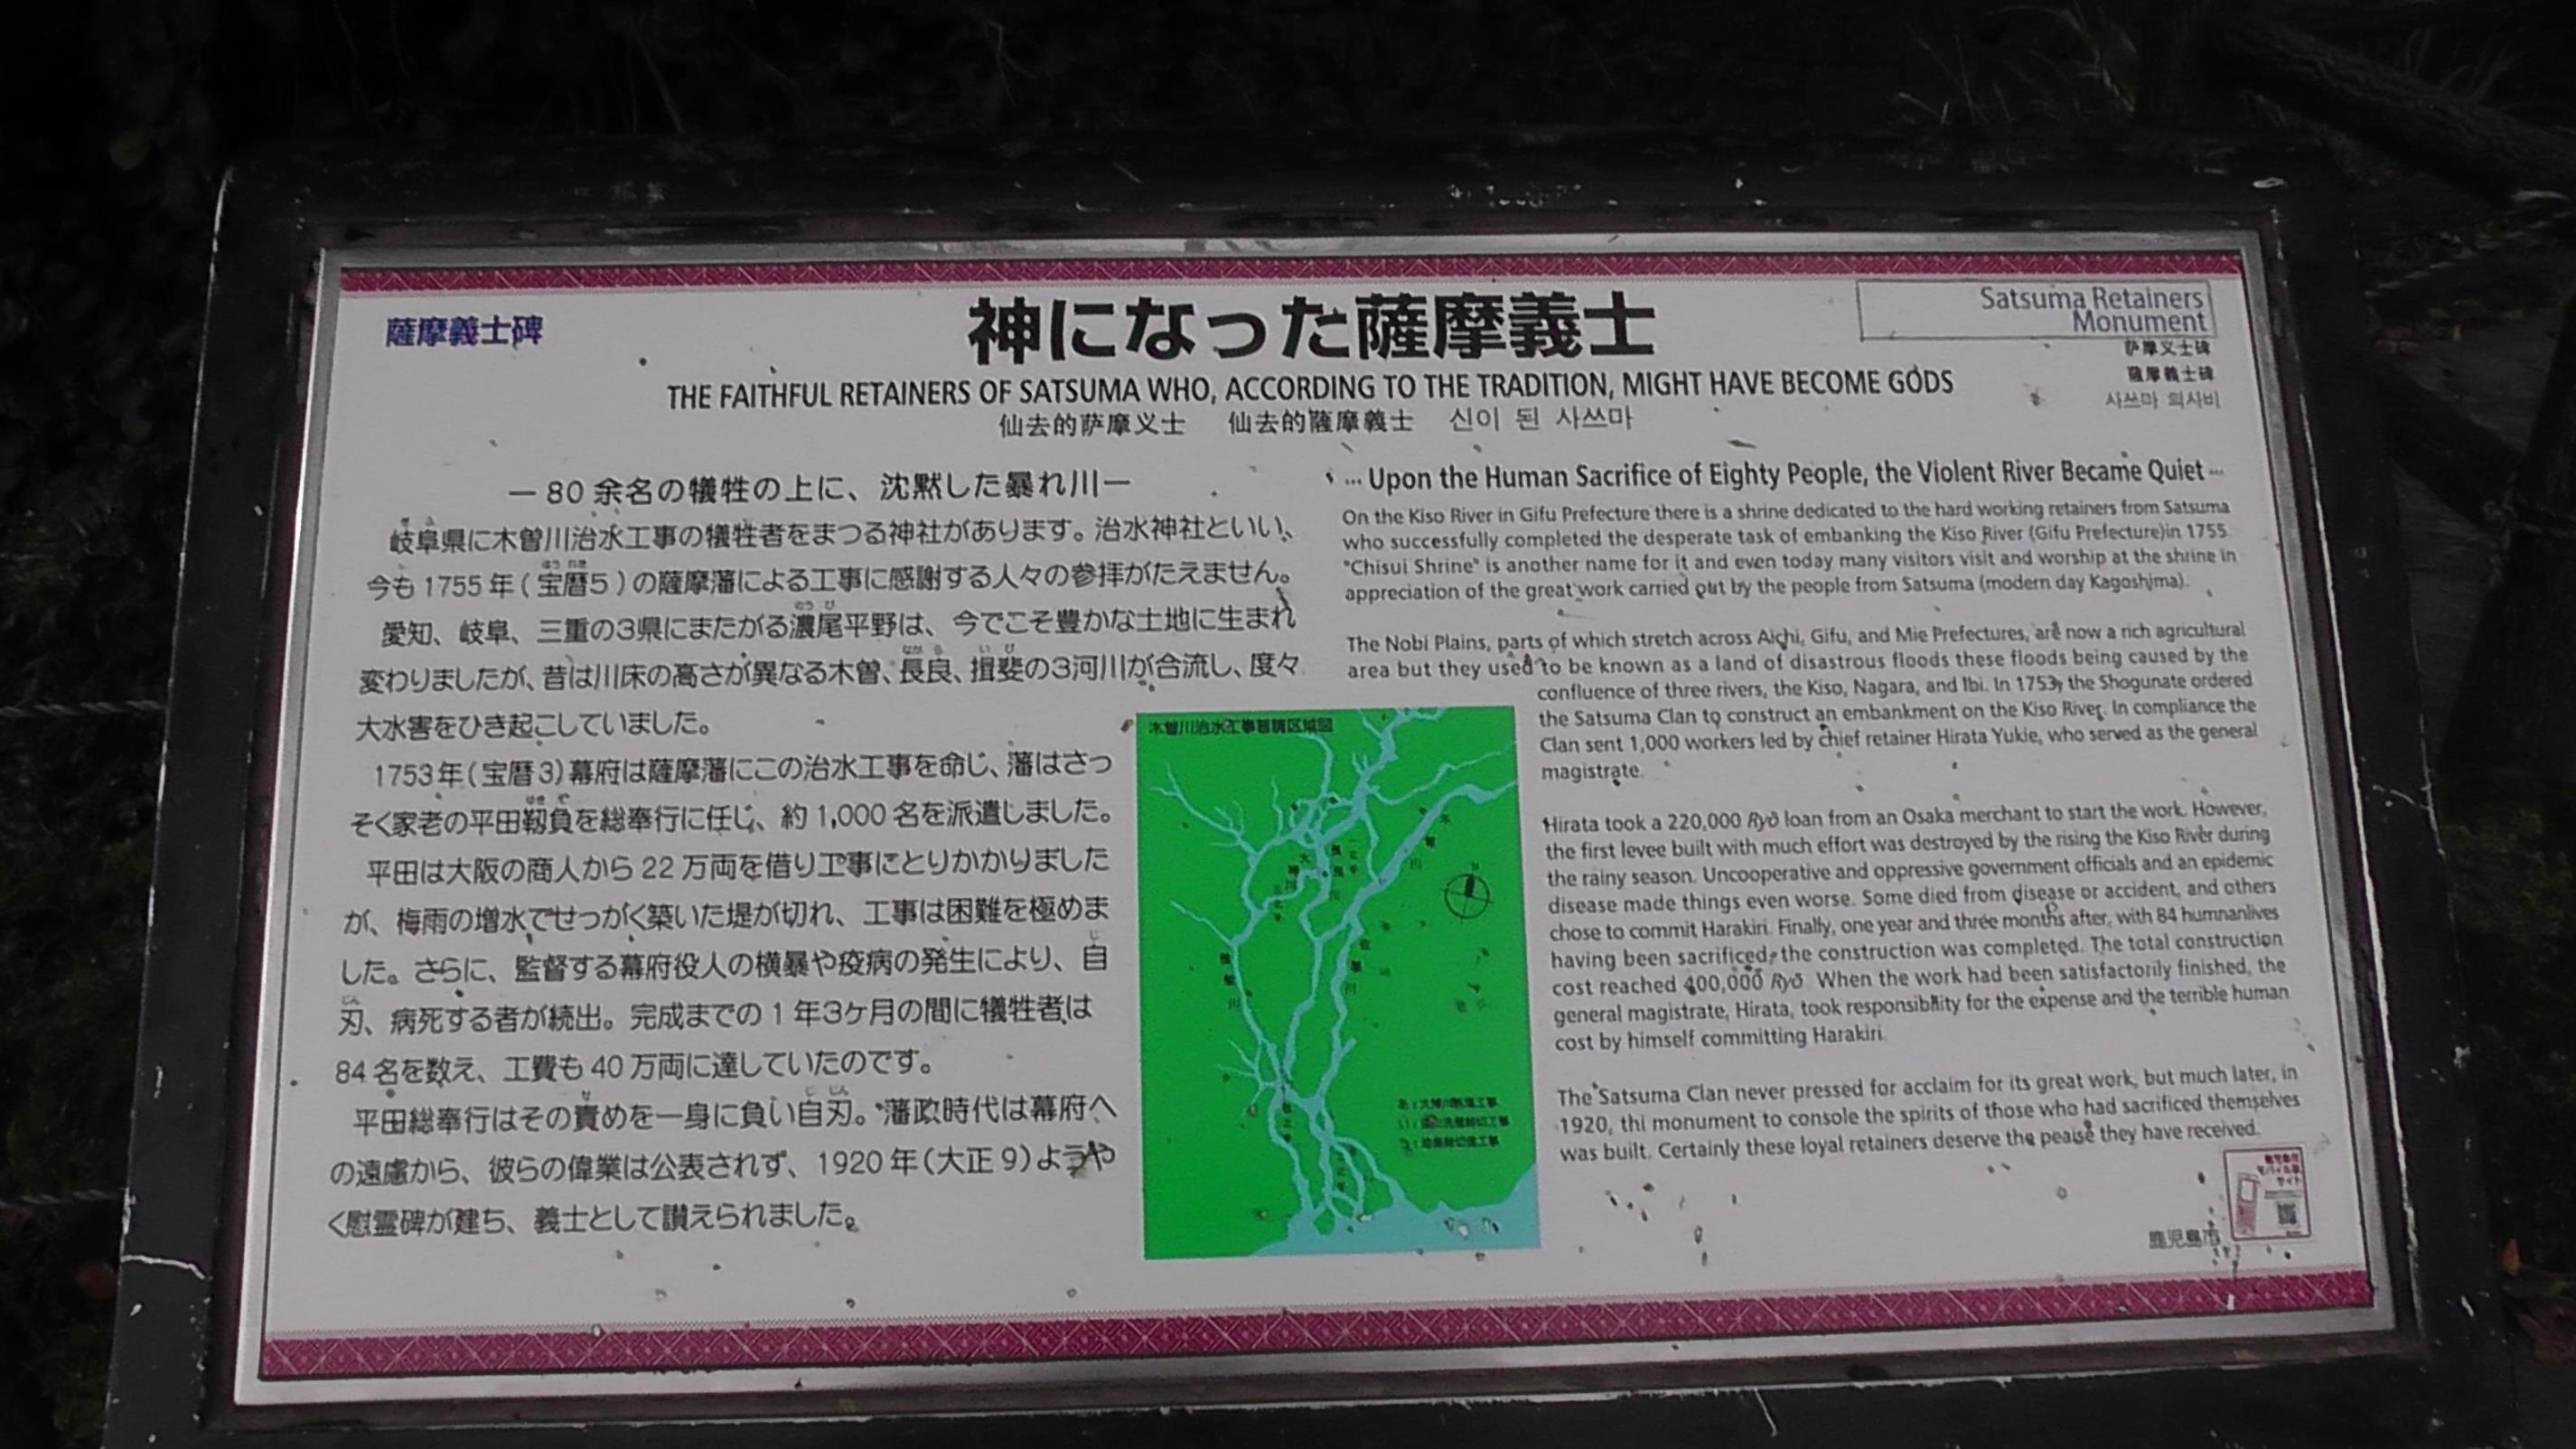 薩摩義士碑
神になった薩摩義士
Satsuma Retainers
Monument
萨摩义士碑
薩摩義士碑
사쓰마 의사비
THE FAITHFUL RETAINERS OF SATSUMA WHO, ACCORDING TO THE TRADITION, MIGHT HAVE BECOME GODS
仙去的萨摩义士 仙去的薩摩義士 신이 된 사쓰마
―80余名の犠牲の上に、沈黙した暴れ川―
岐阜県に木曽川治水工事の犠牲者をまつる神社があります。治水神社といい、
今も1755年(宝暦5)の薩摩藩による工事に感謝する人々の参拝がたえません。
愛知、岐阜、三重の3県にまたがる濃尾平野は、今でこそ豊かな土地に生まれ
変わりましたが、昔は川床の高さが異なる木曽、長良、揖斐の3河川が合流し、度々
大水害をひき起こしていました。
1753年(宝暦3)幕府は薩摩藩にこの治水工事を命じ、藩はさっ
そく家老の平田靱負を総奉行に任じ、約1,000名を派遣しました。
平田は大阪の商人から22万両を借り工事にとりかかりました
が、梅雨の増水でせっかく築いた堤が切れ、工事は困難を極めま
した。さらに、監督する幕府役人の横暴や疫病の発生により、自
刃、病死する者が続出。完成までの1年3ケ月の間に犠牲者は
84名を数え、工費も40万両に達していたのです。
平田総奉行はその責めを一身に負い自刃。藩政時代は幕府へ
の遠慮から、彼らの偉業は公表されず、1920年(大正9)ようや
く慰霊碑が建ち、義士として讃えられました。
... Upon the Human Sacrifice of Eighty People, the Violent River Became Quiet ...
On the Kiso River in Gifu Prefecture there is a shrine dedicated to the hard working retainers from Satsuma
who successfully completed the desperate task of embanking the Kiso River (Gifu Prefecture)in 1755.
"Chisui Shrine" is another name for it and even today many visitors visit and worship at the shrine in
appreciation of the great work carried out by the people from Satsuma (modern day Kagoshima).
The Nobi Plains, parts of which stretch across Aichi, Gifu, and Mie Prefectures, are now a rich agricultural
area but they used to be known as a land of disastrous floods these floods being caused by the
confluence of three rivers, the Kiso, Nagara, and Ibi. In 1753, the Shogunate ordered
the Satsuma Clan to construct an embankment on the Kiso River. In compliance the
Clan sent 1,000 workers led by chief retainer Hirata Yukie, who served as the general
magistrate.
Hirata took a 220,000 Ryō loan from an Osaka merchant to start the work. However,
the first levee built with much effort was destroyed by the rising the Kiso River during
the rainy season. Uncooperative and oppressive government officials and an epidemic
disease made things even worse. Some died from disease or accident, and others
chose to commit Harakiri. Finally, one year and three months after, with 84 humnanlives
having been sacrificed, the construction was completed. The total construction
cost reached 400,000 Ryō. When the work had been satisfactorily finished, the
general magistrate, Hirata, took responsibility for the expense and the terrible human
cost by himself committing Harakiri.
The Satsuma Clan never pressed for acclaim for its great work, but much later, in
1920, thi monument to console the spirits of those who had sacrificed themselves
was built. Certainly these loyal retainers deserve the peaise they have received.
木曽川治水工事普請区域図
N
揖斐川
鹿児島市
鹿児島市
モバイル版
サイト